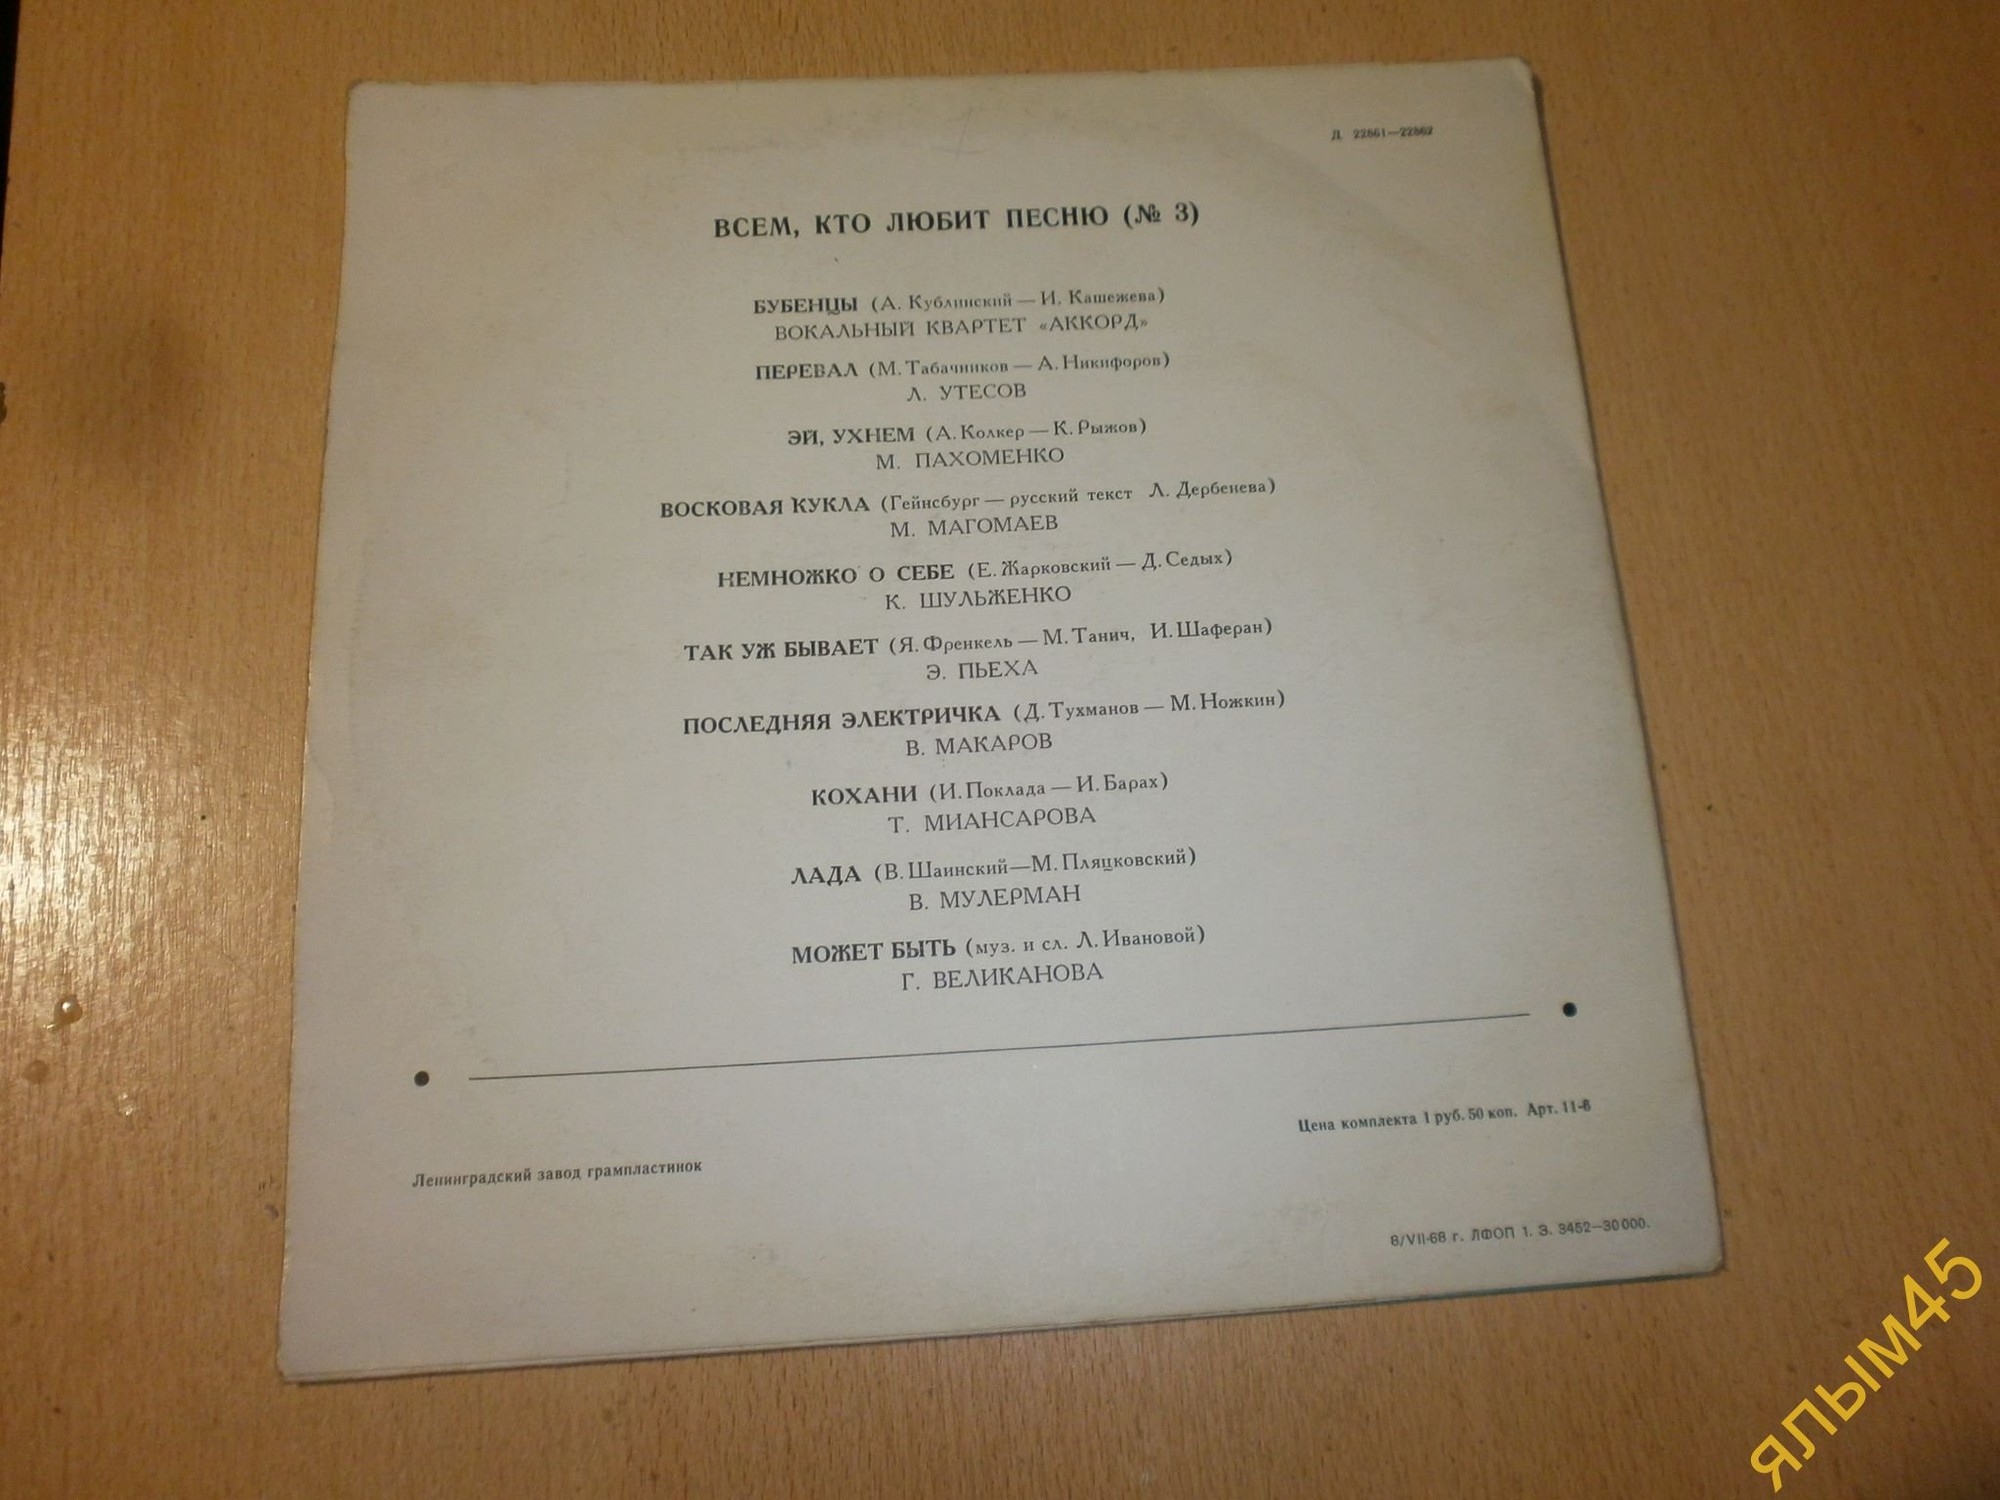 Д 22861—22862
ВСЕМ, КТО ЛЮБИТ ПЕСНЮ (№ 3)
БУБЕНЦЫ (А. Кублинский — И. Кашежева)
ВОКАЛЬНЫЙ КВАРТЕТ «АККОРД»
ПЕРЕВАЛ (М. Табачников — А. Никифоров)
Л. УТЕСОВ
ЭЙ, УХНЕМ (А. Колкер — К. Рыжов)
М. ПАХОМЕНКО
ВОСКОВАЯ КУКЛА (Гейнсбург — русский текст Л. Дербенева)
М. МАГОМАЕВ
НЕМНОЖКО О СЕБЕ (Е. Жарковский — Д. Седых)
К. ШУЛЬЖЕНКО
ТАК УЖ БЫВАЕТ (Я. Френкель — М. Танич, И. Шаферан)
Э. ПЬЕХА
ПОСЛЕДНЯЯ ЭЛЕКТРИЧКА (Д. Тухманов — М. Ножкин)
В. МАКАРОВ
КОХАНИ (И. Поклада — И. Барах)
Т. МИАНСАРОВА
ЛАДА (В. Шаинский—М. Пляцковский)
В. МУЛЕРМАН
МОЖЕТ БЫТЬ (муз. и сл. Л. Ивановой)
Г. ВЕЛИКАНОВА
Цена комплекта 1 руб. 50 коп. Арт. 11-8
Ленинградский завод грампластинок
8/VII-68 г. ЛФОП 1. З. 3452—30 000.
ялым45